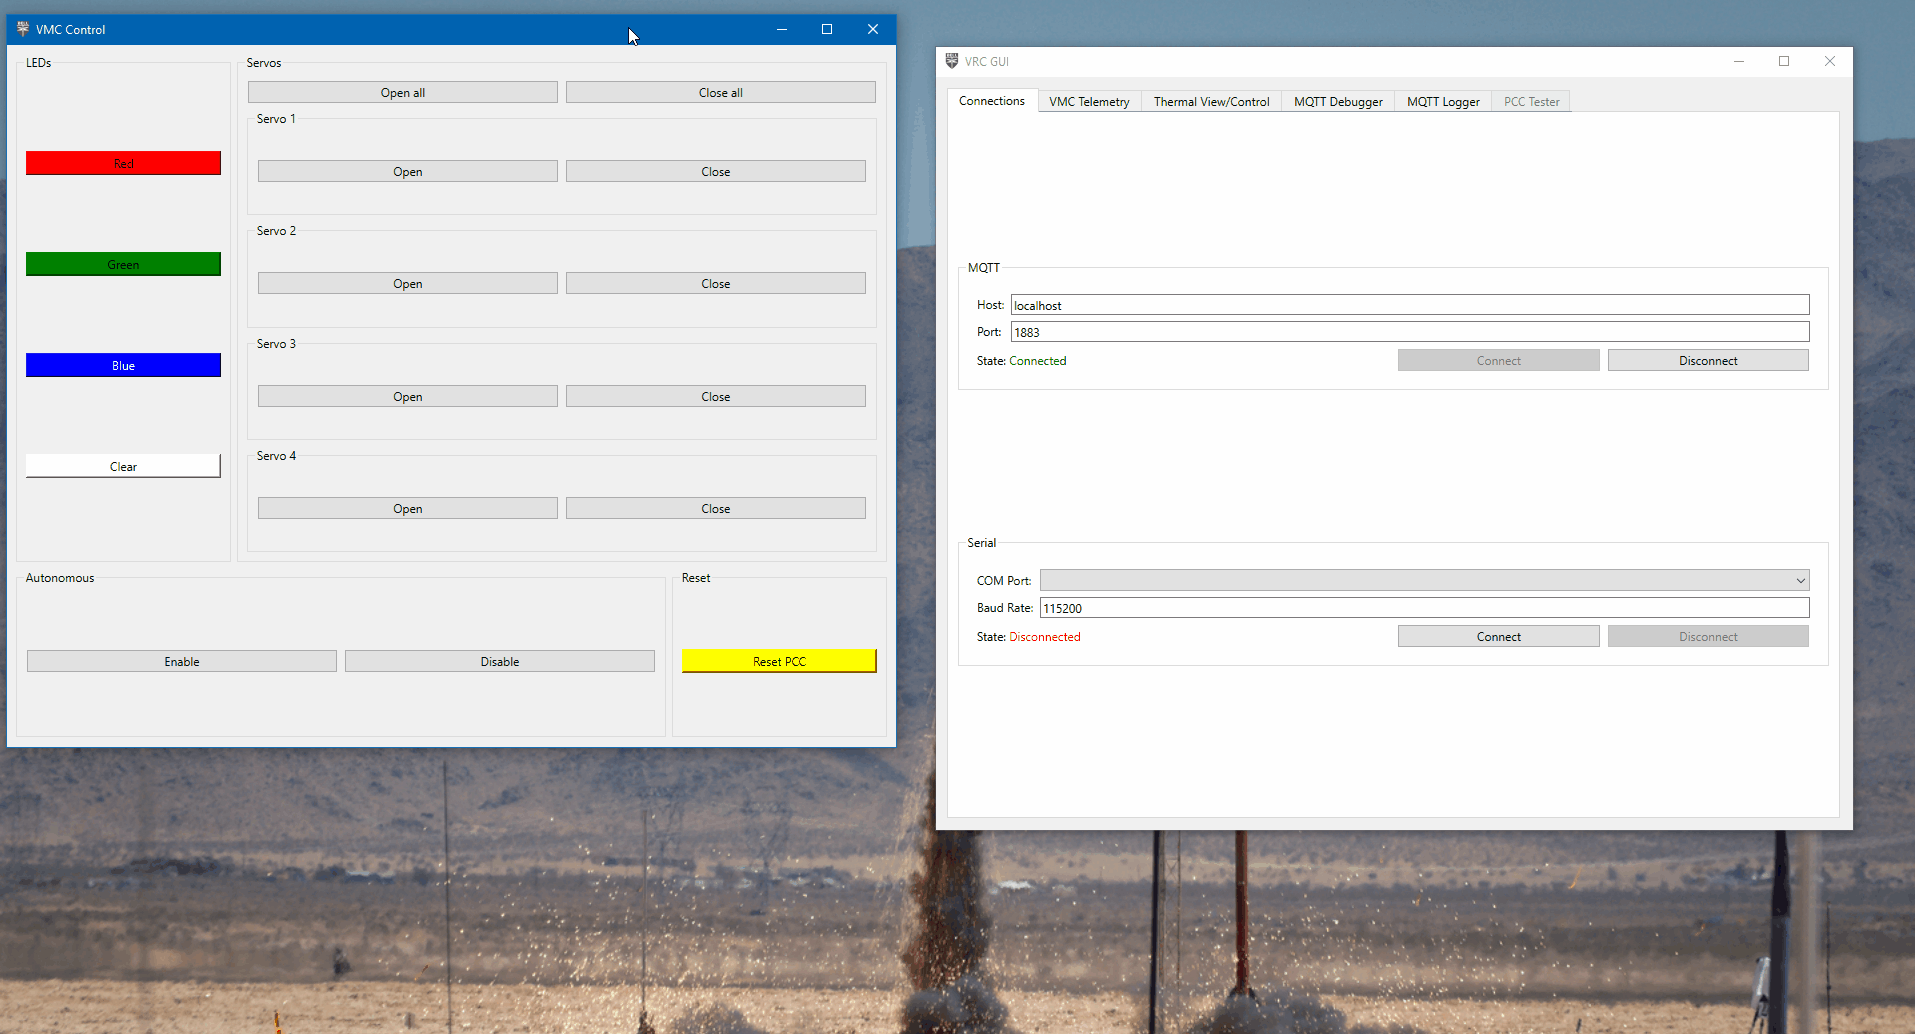 VMC Control
LEDs
Red
Green
Blue
Clear
Servos
Open all Close all
Servo 1
Open Close
Servo 2
Open Close
Servo 3
Open Close
Servo 4
Open Close
Autonomous
Enable Disable
Reset
Reset PCC
VRC GUI
Connections VMC Telemetry Thermal View/Control MQTT Debugger MQTT Logger PCC Tester
MQTT
Host: localhost
Port: 1883
State: Connected Connect Disconnect
Serial
COM Port:
Baud Rate: 115200
State: Disconnected Connect Disconnect